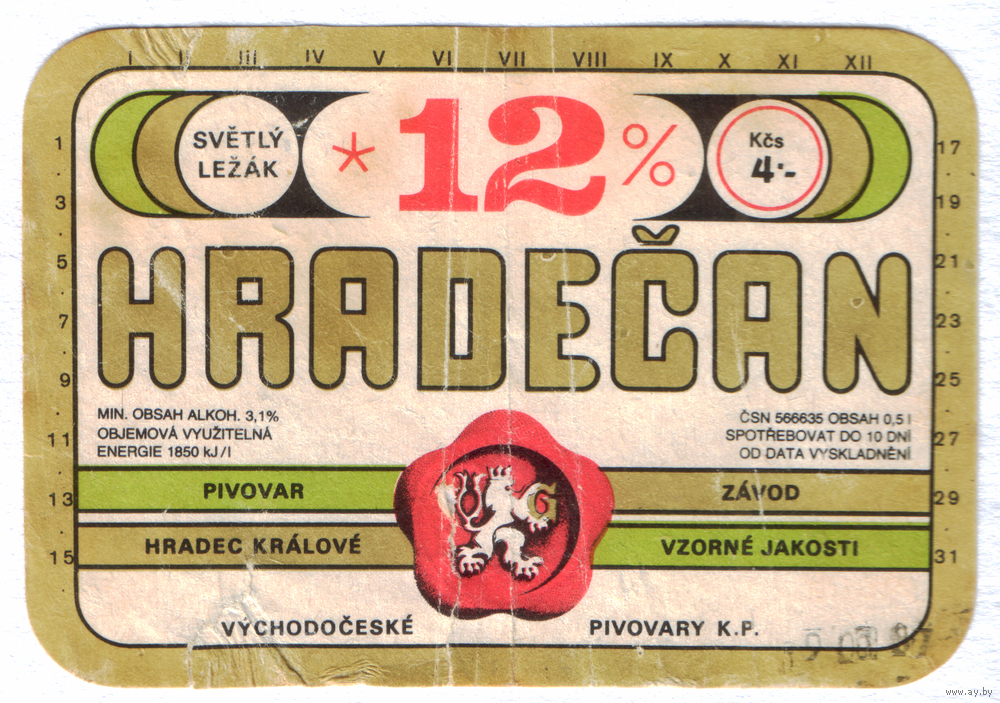 I I III IV V VI VII VIII IX X XI XII
1 3 5 7 9 11 13 15
SVĚTLÝ
LEŽÁK
* 12%
Kčs
4·-
HRADEČAN
MIN. OBSAH ALKOH. 3,1%
OBJEMOVÁ VYUŽITELNÁ
ENERGIE 1850 kJ/l
ČSN 566635 OBSAH 0,5 l
SPOTŘEBOVAT DO 10 DNÍ
OD DATA VYSKLADNĚNÍ
PIVOVAR
HRADEC KRÁLOVÉ
G
ZÁVOD
VZORNÉ JAKOSTI
VÝCHODOČESKÉ PIVOVARY K.P.
17 19 21 23 25 27 29 31
www.ay.by